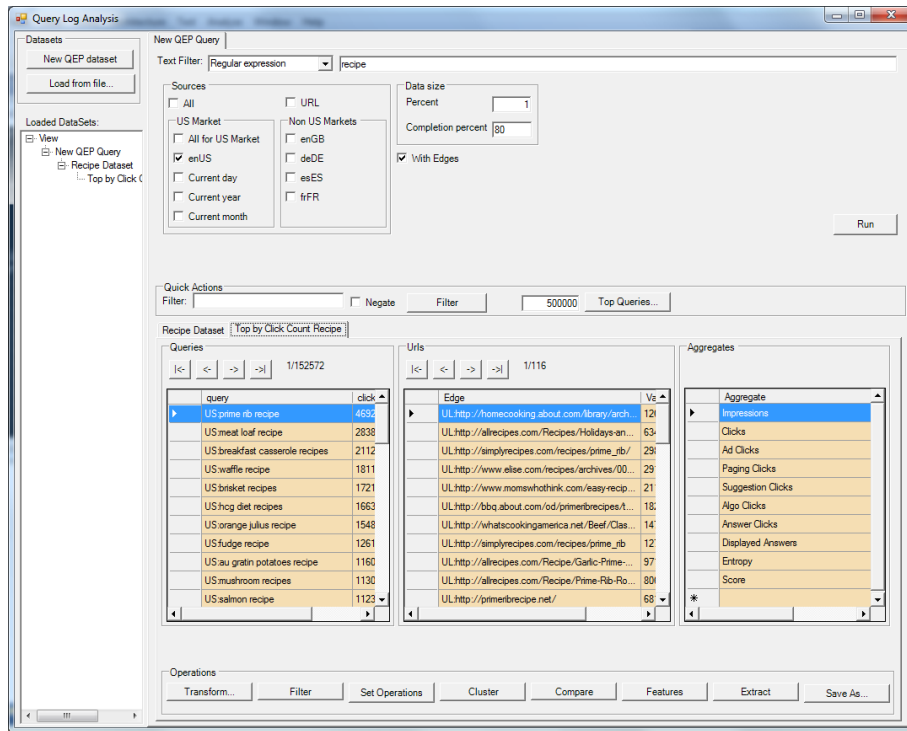 Query Log Analysis
Datasets
New QEP dataset
Load from file...
Loaded DataSets:
View
New QEP Query
Recipe Dataset
Top by Click C
New QEP Query
Text Filter: Regular expression recipe
Sources
All
URL
US Market
All for US Market
enUS
Current day
Current year
Current month
Non US Markets
enGB
deDE
esES
frFR
Data size
Percent 1
Completion percent 80
With Edges
Run
Quick Actions
Filter: Negate Filter 500000 Top Queries...
Recipe Dataset Top by Click Count Recipe
Queries
|<- <- -> ->| 1/152572
query click
US:prime rib recipe 4692
US:meat loaf recipe 2838
US:breakfast casserole recipes 2112
US:waffle recipe 1811
US:brisket recipes 1721
US:hcg diet recipes 1663
US:orange julius recipe 1548
US:fudge recipe 1261
US:au gratin potatoes recipe 1160
US:mushroom recipes 1130
US:salmon recipe 1123
Urls
|<- <- -> ->| 1/116
Edge Va
UL:http://homecooking.about.com/library/arch... 120
UL:http://allrecipes.com/Recipes/Holidays-an... 634
UL:http://simplyrecipes.com/recipes/prime_rib/ 298
UL:http://www.elise.com/recipes/archives/00... 291
UL:http://www.momswhothink.com/easy-recip... 211
UL:http://bbq.about.com/od/primeribrecipes/t... 182
UL:http://whatscookingamerica.net/Beef/Clas... 147
UL:http://simplyrecipes.com/recipes/prime_rib 127
UL:http://allrecipes.com/Recipe/Garlic-Prime-... 97
UL:http://allrecipes.com/Recipe/Prime-Rib-Ro... 800
UL:http://primeribrecipe.net/ 681
Aggregates
Aggregate
Impressions
Clicks
Ad Clicks
Paging Clicks
Suggestion Clicks
Algo Clicks
Answer Clicks
Displayed Answers
Entropy
Score
Operations
Transform... Filter Set Operations Cluster Compare Features Extract Save As...